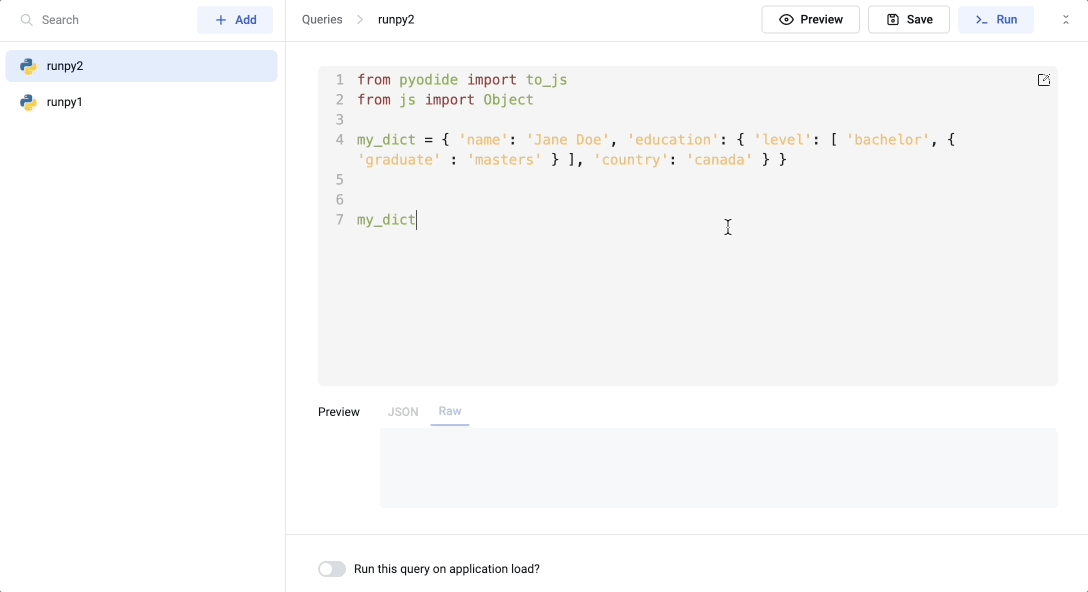 Search
+ Add
Queries > runpy2
Preview
Save
>_ Run
runpy2
runpy1
1 from pyodide import to_js
2 from js import Object
3
4 my_dict = { 'name': 'Jane Doe', 'education': { 'level': [ 'bachelor', {
'graduate' : 'masters' } ], 'country': 'canada' } }
5
6
7 my_dict
Preview JSON Raw
Run this query on application load?